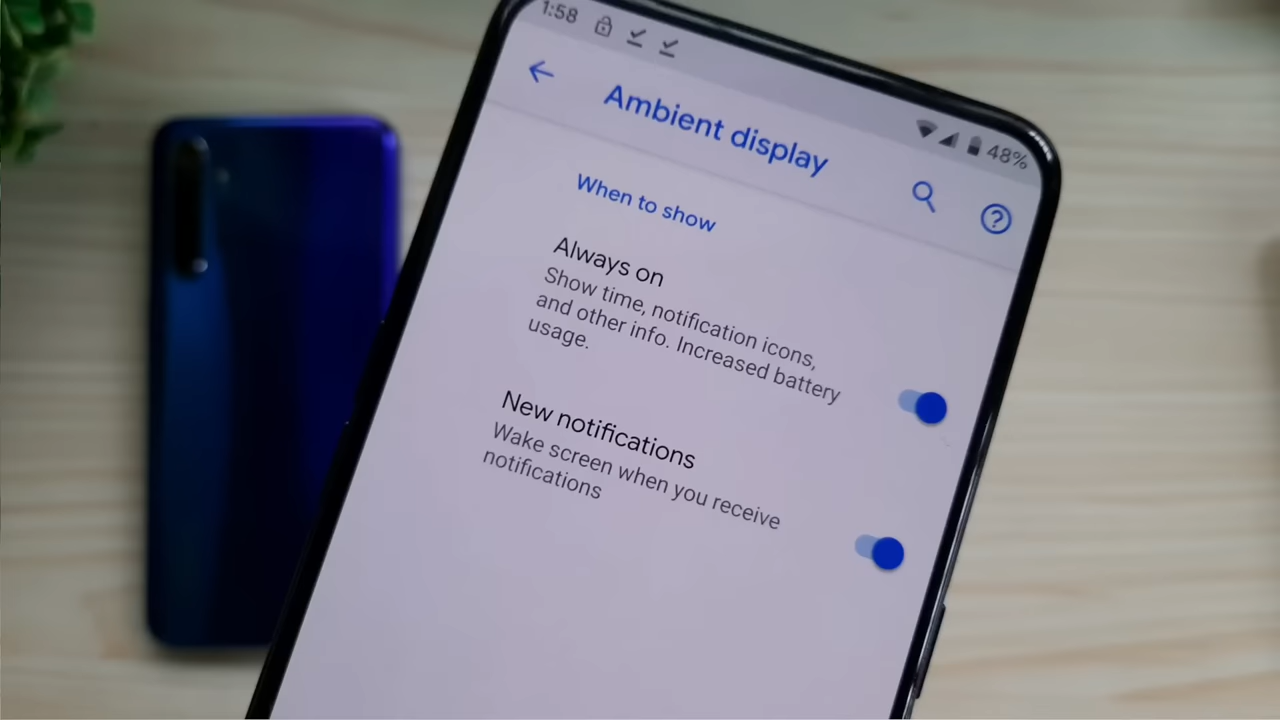 1:58
48%
Ambient display
When to show
Always on
Show time, notification icons,
and other info. Increased battery
usage.
New notifications
Wake screen when you receive
notifications